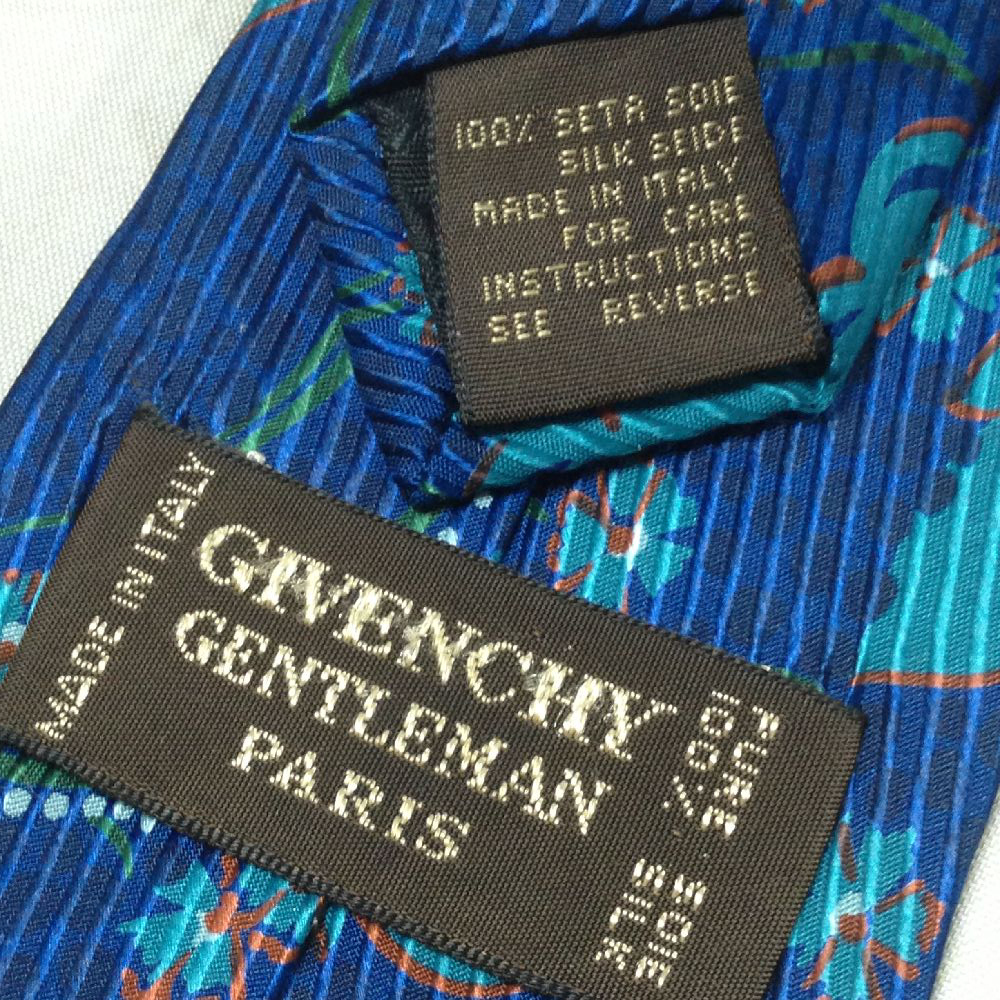 100% SETA SOIE
SILK SEIDE
MADE IN ITALY
FOR CARE
INSTRUCTIONS
SEE REVERSE
MADE IN ITALY
GIVENCHY
GENTLEMAN
PARIS
100%
PURE
SILK
SOIE